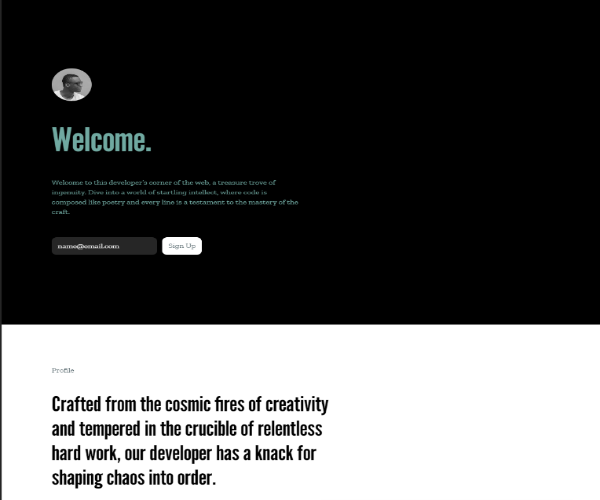 Welcome.
Welcome to this developer's corner of the web, a treasure trove of
ingenuity. Dive into a world of startling intellect, where code is
composed like poetry and every line is a testament to the mastery of the
craft.
name@email.com
Sign Up
Profile
Crafted from the cosmic fires of creativity
and tempered in the crucible of relentless
hard work, our developer has a knack for
shaping chaos into order.